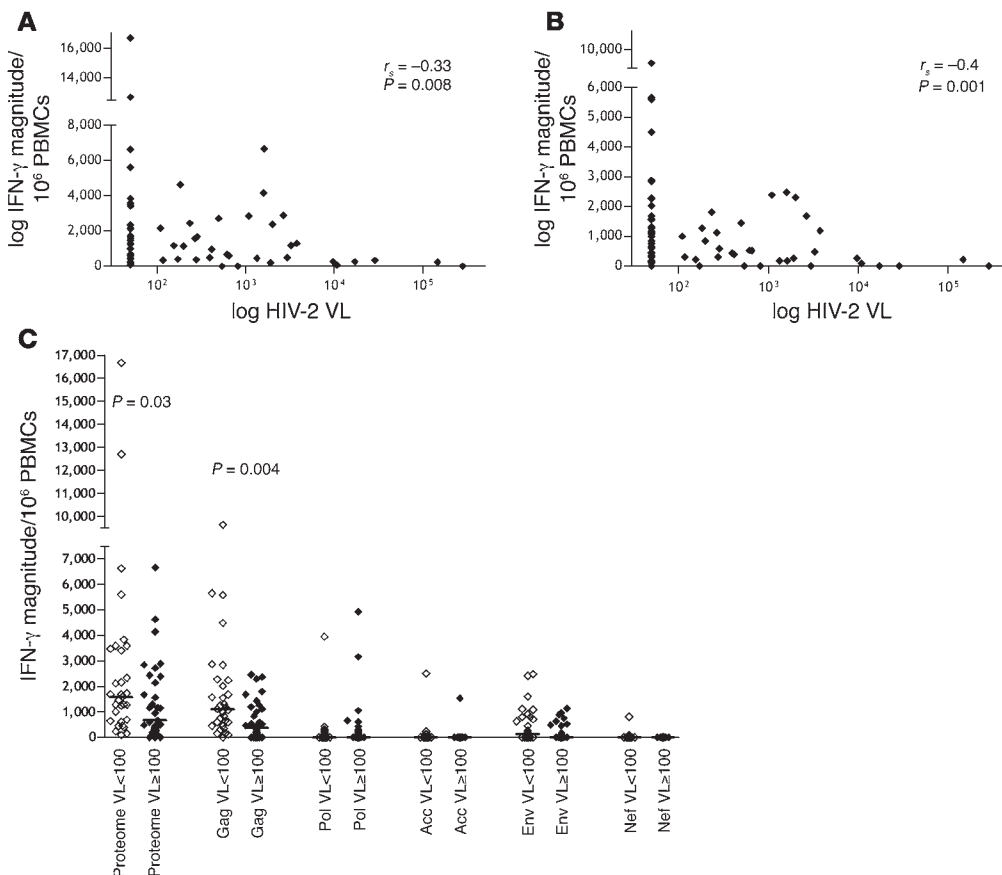 A
log IFN-γ magnitude/
10⁶ PBMCs
16,000
14,000
8,000
6,000
4,000
2,000
0
10²
10³
10⁴
10⁵
log HIV-2 VL
rₛ = –0.33
P = 0.008
B
log IFN-γ magnitude/
10⁶ PBMCs
10,000
6,000
5,000
4,000
3,000
2,000
1,000
0
10²
10³
10⁴
10⁵
log HIV-2 VL
rₛ = –0.4
P = 0.001
C
IFN-γ magnitude/10⁶ PBMCs
17,000
16,000
15,000
14,000
13,000
12,000
11,000
10,000
7,000
6,000
5,000
4,000
3,000
2,000
1,000
0
P = 0.03
P = 0.004
Proteome VL<100
Proteome VL≥100
Gag VL<100
Gag VL≥100
Pol VL<100
Pol VL≥100
Acc VL<100
Acc VL≥100
Env VL<100
Env VL≥100
Nef VL<100
Nef VL≥100